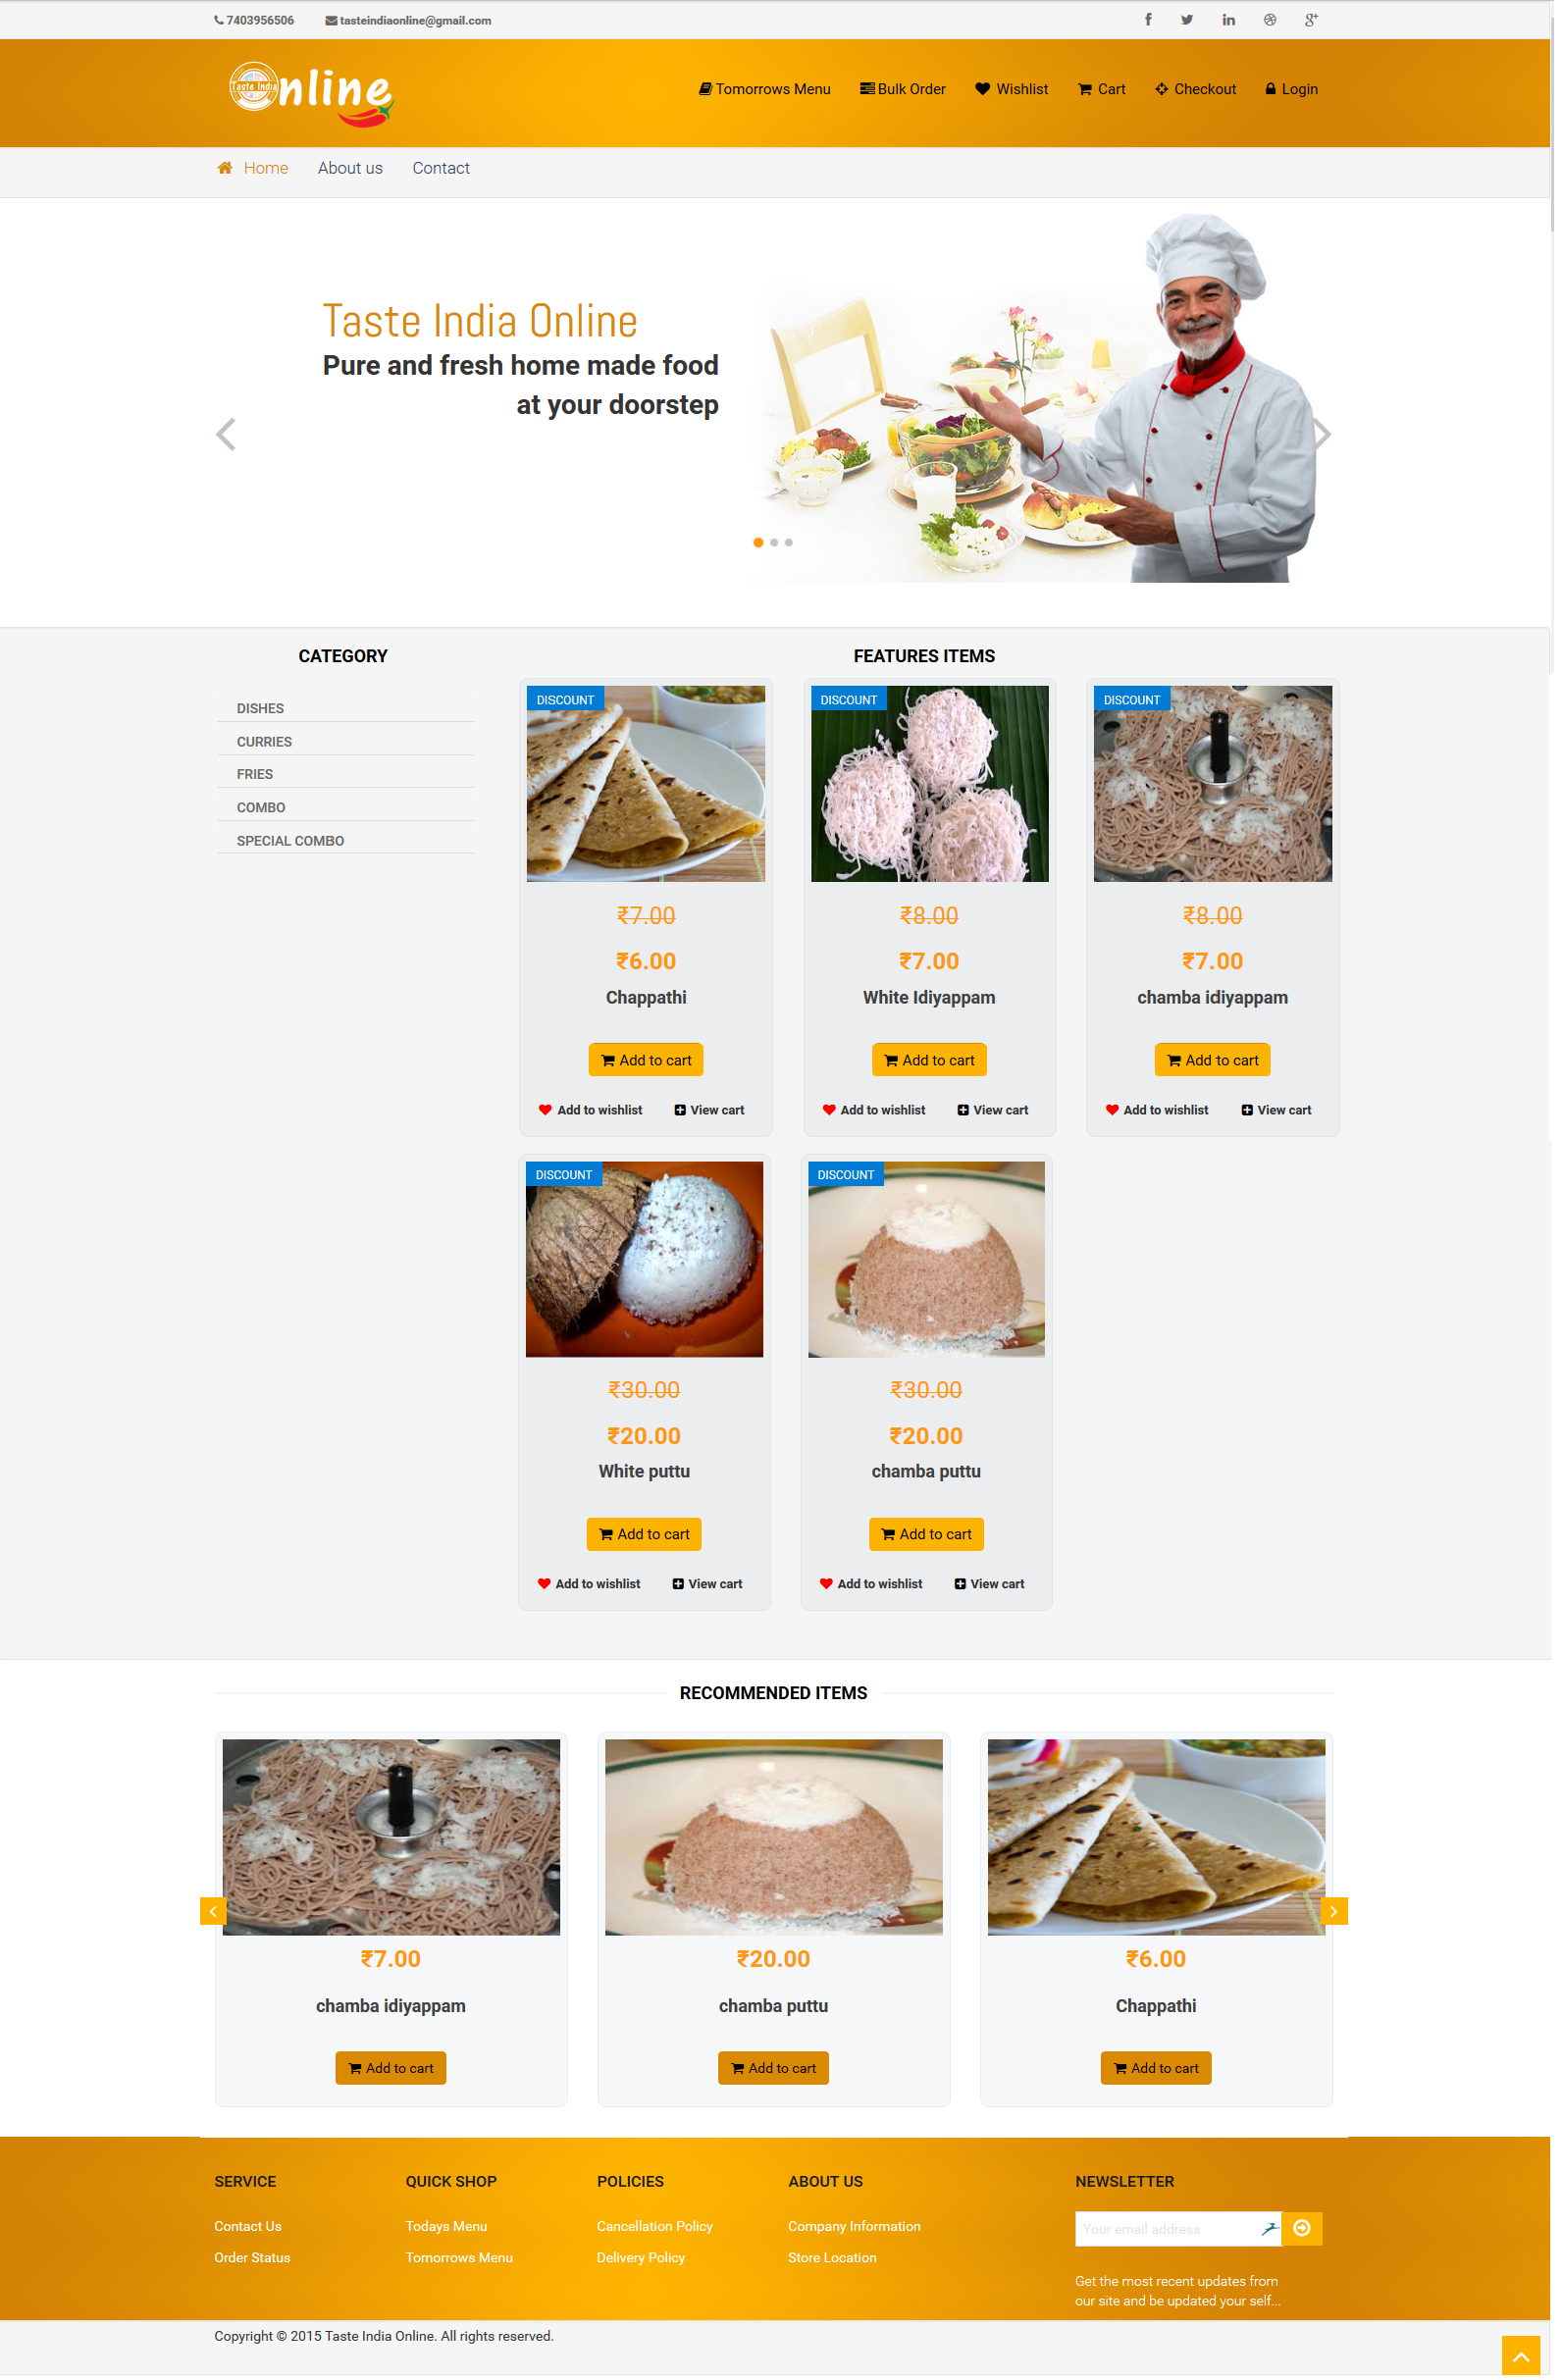 7403956506 tasteindiaonline@gmail.com
Taste India Online
Tomorrows Menu Bulk Order Wishlist Cart Checkout Login
Home About us Contact
Taste India Online
Pure and fresh home made food
at your doorstep
CATEGORY
DISHES
CURRIES
FRIES
COMBO
SPECIAL COMBO
FEATURES ITEMS
DISCOUNT DISCOUNT DISCOUNT
₹7.00 ₹8.00 ₹8.00
₹6.00 ₹7.00 ₹7.00
Chappathi White Idiyappam chamba idiyappam
Add to cart Add to cart Add to cart
Add to wishlist View cart Add to wishlist View cart Add to wishlist View cart
DISCOUNT DISCOUNT
₹30.00 ₹30.00
₹20.00 ₹20.00
White puttu chamba puttu
Add to cart Add to cart
Add to wishlist View cart Add to wishlist View cart
RECOMMENDED ITEMS
₹7.00 ₹20.00 ₹6.00
chamba idiyappam chamba puttu Chappathi
Add to cart Add to cart Add to cart
SERVICE QUICK SHOP POLICIES ABOUT US NEWSLETTER
Contact Us Todays Menu Cancellation Policy Company Information Your email address
Order Status Tomorrows Menu Delivery Policy Store Location
Get the most recent updates from
our site and be updated your self...
Copyright © 2015 Taste India Online. All rights reserved.